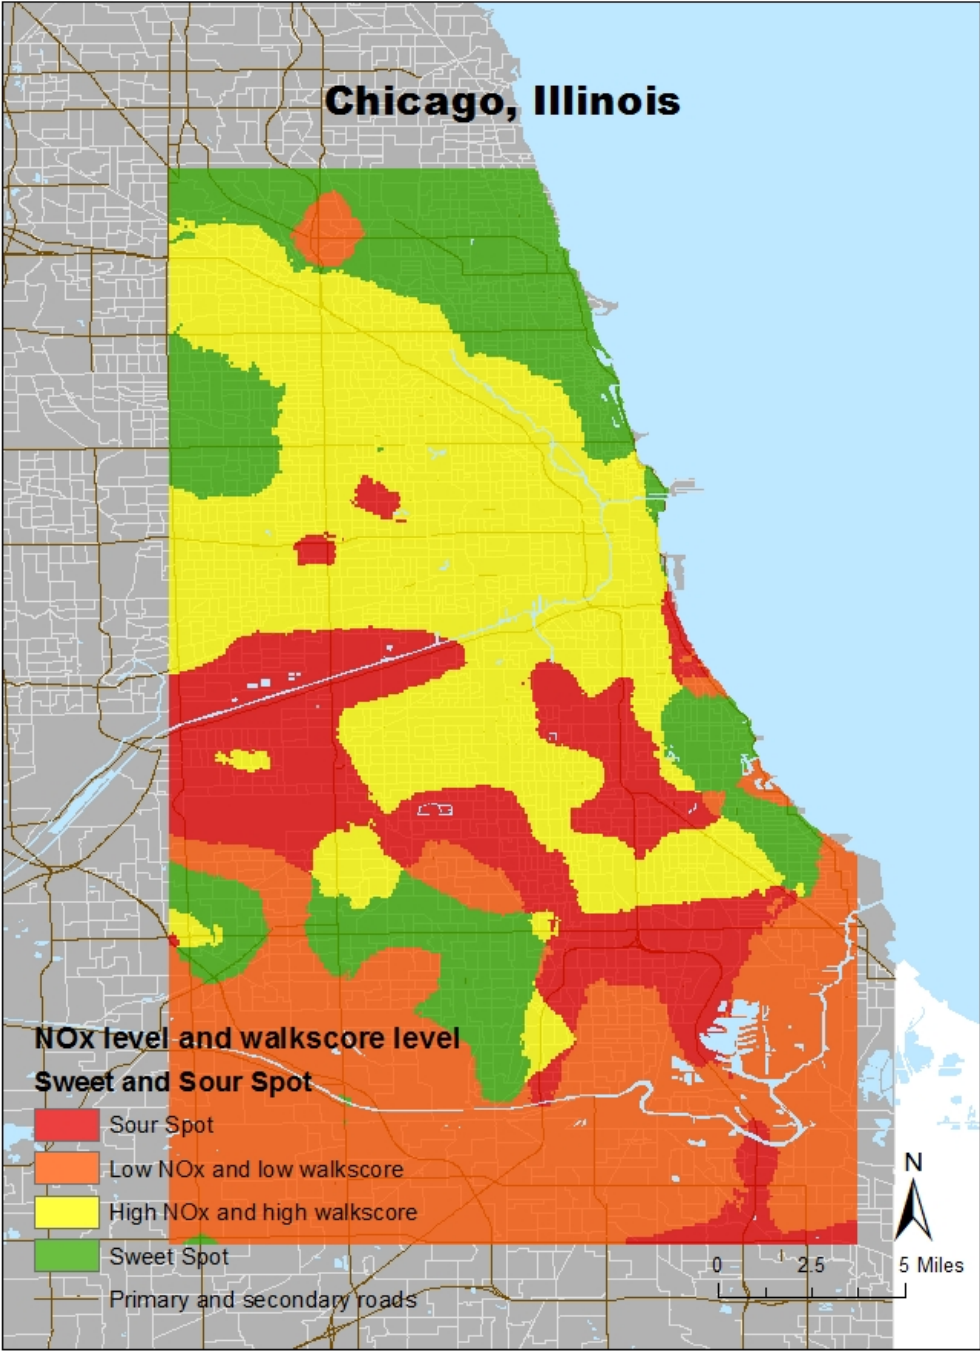 Chicago, Illinois
NOx level and walkscore level
Sweet and Sour Spot
Sour Spot
Low NOx and low walkscore
High NOx and high walkscore
Sweet Spot
Primary and secondary roads
N
0 2.5 5 Miles